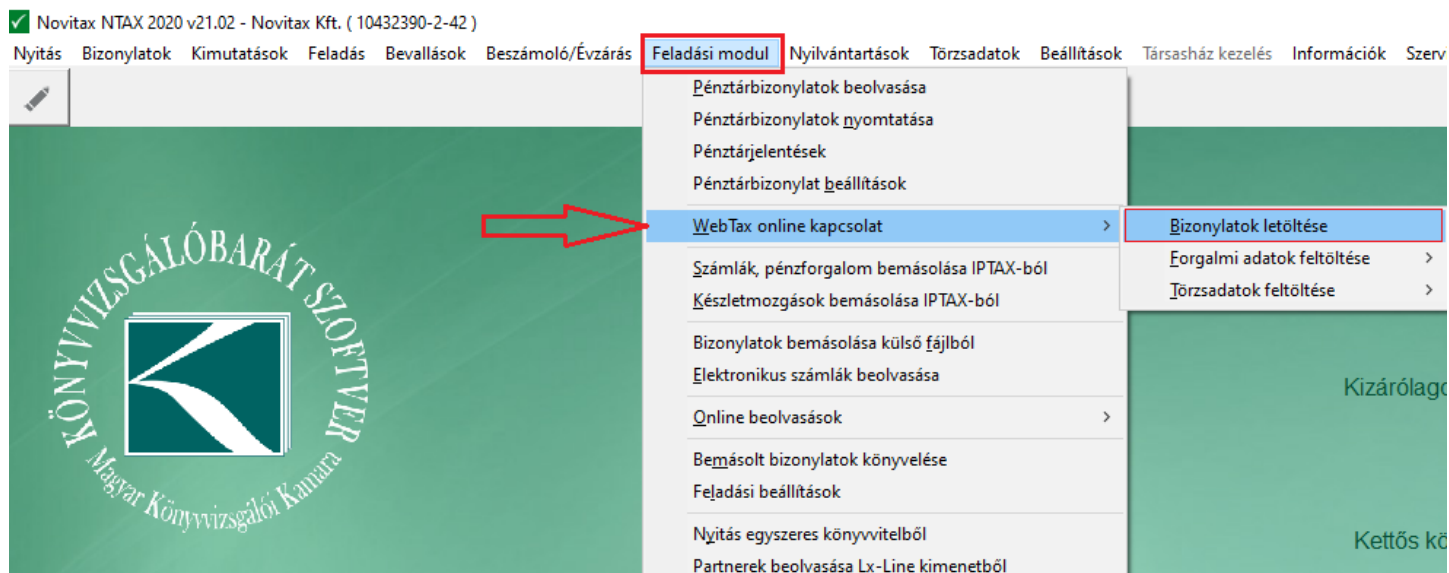 Novitax NTAX 2020 v21.02 - Novitax Kft. ( 10432390-2-42 )
Nyitás Bizonylatok Kimutatások Feladás Bevallások Beszámoló/Évzárás Feladási modul Nyilvántartások Törzsadatok Beállítások Társasház kezelés Információk Szerv
Pénztárbizonylatok beolvasása
Pénztárbizonylatok nyomtatása
Pénztárjelentések
Pénztárbizonylat beállítások
WebTax online kapcsolat
Bizonylatok letöltése
Forgalmi adatok feltöltése
Törzsadatok feltöltése
Számlák, pénzforgalom bemásolása IPTAX-ból
Készletmozgások bemásolása IPTAX-ból
Bizonylatok bemásolása külső fájlból
Elektronikus számlák beolvasása
Online beolvasások
Bemásolt bizonylatok könyvelése
Feladási beállítások
Nyitás egyszeres könyvvitelből
Partnerek beolvasása Lx-Line kimenetből
KÖNYVVIZSGÁLÓBARÁT SZOFTVER
Magyar Könyvvizsgálói Kamara
Kizárólago
Kettős kö